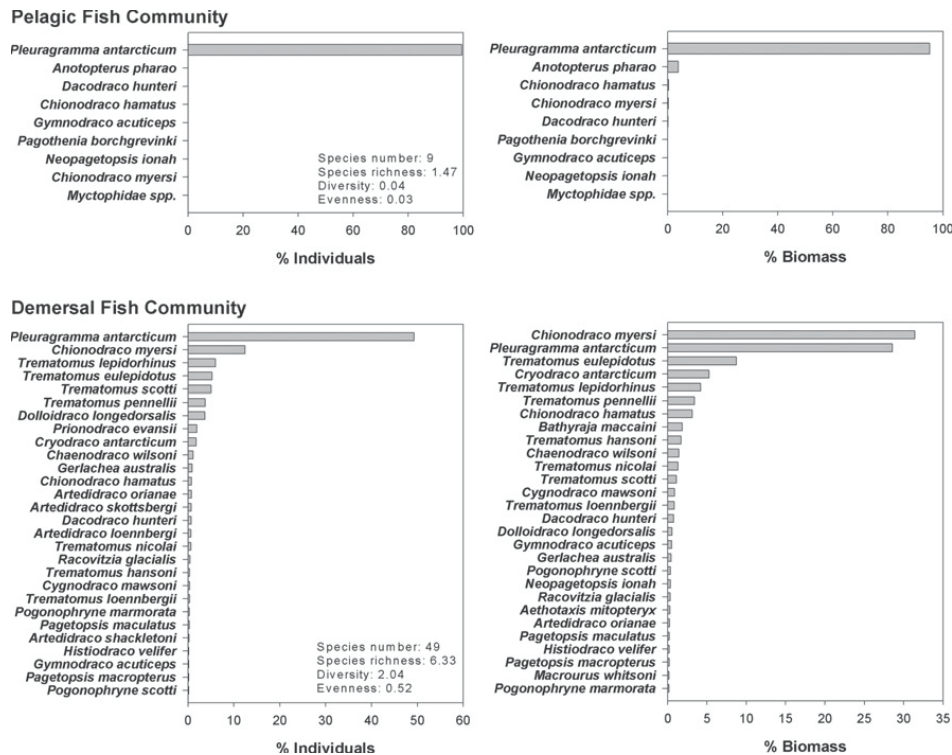 Pelagic Fish Community
Pleuragramma antarcticum
Anotopterus pharao
Dacodraco hunteri
Chionodraco hamatus
Gymnodraco acuticeps
Pagothenia borchgrevinki
Neopagetopsis ionah
Chionodraco myersi
Myctophidae spp.
Species number: 9
Species richness: 1.47
Diversity: 0.04
Evenness: 0.03
0 20 40 60 80 100
% Individuals
Pleuragramma antarcticum
Anotopterus pharao
Chionodraco hamatus
Chionodraco myersi
Dacodraco hunteri
Pagothenia borchgrevinki
Gymnodraco acuticeps
Neopagetopsis ionah
Myctophidae spp.
0 20 40 60 80 100
% Biomass
Demersal Fish Community
Pleuragramma antarcticum
Chionodraco myersi
Trematomus lepidorhinus
Trematomus eulepidotus
Trematomus scotti
Trematomus pennellii
Dolloidraco longedorsalis
Prionodraco evansii
Cryodraco antarcticum
Chaenodraco wilsoni
Gerlachea australis
Chionodraco hamatus
Artedidraco orianae
Artedidraco skottsbergi
Dacodraco hunteri
Artedidraco loennbergi
Trematomus nicolai
Racovitzia glacialis
Trematomus hansoni
Cygnodraco mawsoni
Trematomus loennbergii
Pogonophryne marmorata
Pagetopsis maculatus
Artedidraco shackletoni
Histiodraco velifer
Gymnodraco acuticeps
Pagetopsis macropterus
Pogonophryne scotti
Species number: 49
Species richness: 6.33
Diversity: 2.04
Evenness: 0.52
0 10 20 30 40 50 60
% Individuals
Chionodraco myersi
Pleuragramma antarcticum
Trematomus eulepidotus
Cryodraco antarcticum
Trematomus lepidorhinus
Trematomus pennellii
Chionodraco hamatus
Bathyraja maccaini
Trematomus hansoni
Chaenodraco wilsoni
Trematomus nicolai
Trematomus scotti
Cygnodraco mawsoni
Trematomus loennbergii
Dacodraco hunteri
Dolloidraco longedorsalis
Gymnodraco acuticeps
Gerlachea australis
Pogonophryne scotti
Neopagetopsis ionah
Racovitzia glacialis
Aethotaxis mitopteryx
Artedidraco orianae
Pagetopsis maculatus
Histiodraco velifer
Pagetopsis macropterus
Macrourus whitsoni
Pogonophryne marmorata
0 5 10 15 20 25 30 35
% Biomass